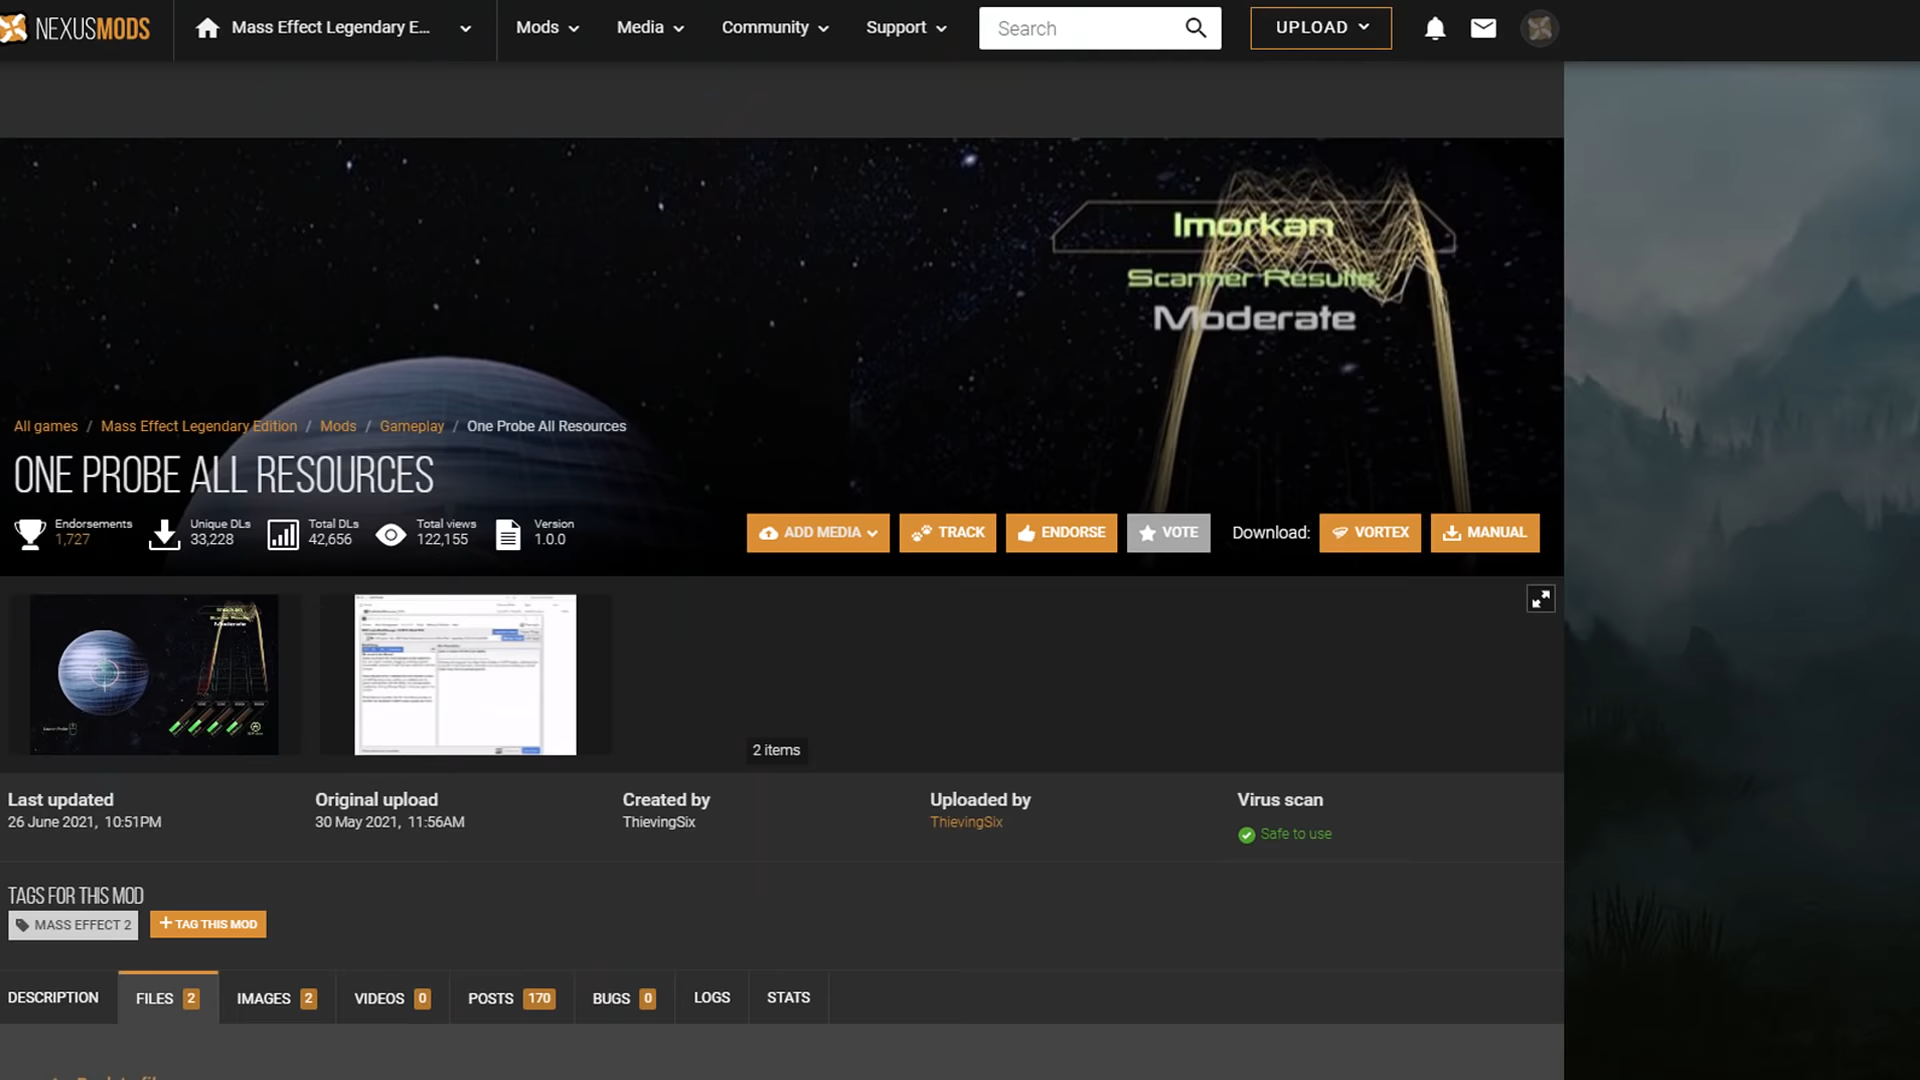 NEXUSMODS
Mass Effect Legendary E...
Mods
Media
Community
Support
Search
UPLOAD
Imorkan
Scanner Results:
Moderate
All games / Mass Effect Legendary Edition / Mods / Gameplay / One Probe All Resources
ONE PROBE ALL RESOURCES
Endorsements
1,727
Unique DLs
33,228
Total DLs
42,656
Total views
122,155
Version
1.0.0
ADD MEDIA
TRACK
ENDORSE
VOTE
Download:
VORTEX
MANUAL
Imorkan
Moderate
2 items
Last updated
26 June 2021, 10:51PM
Original upload
30 May 2021, 11:56AM
Created by
ThievingSix
Uploaded by
ThievingSix
Virus scan
Safe to use
TAGS FOR THIS MOD
MASS EFFECT 2
+ TAG THIS MOD
DESCRIPTION
FILES 2
IMAGES 2
VIDEOS 0
POSTS 170
BUGS 0
LOGS
STATS